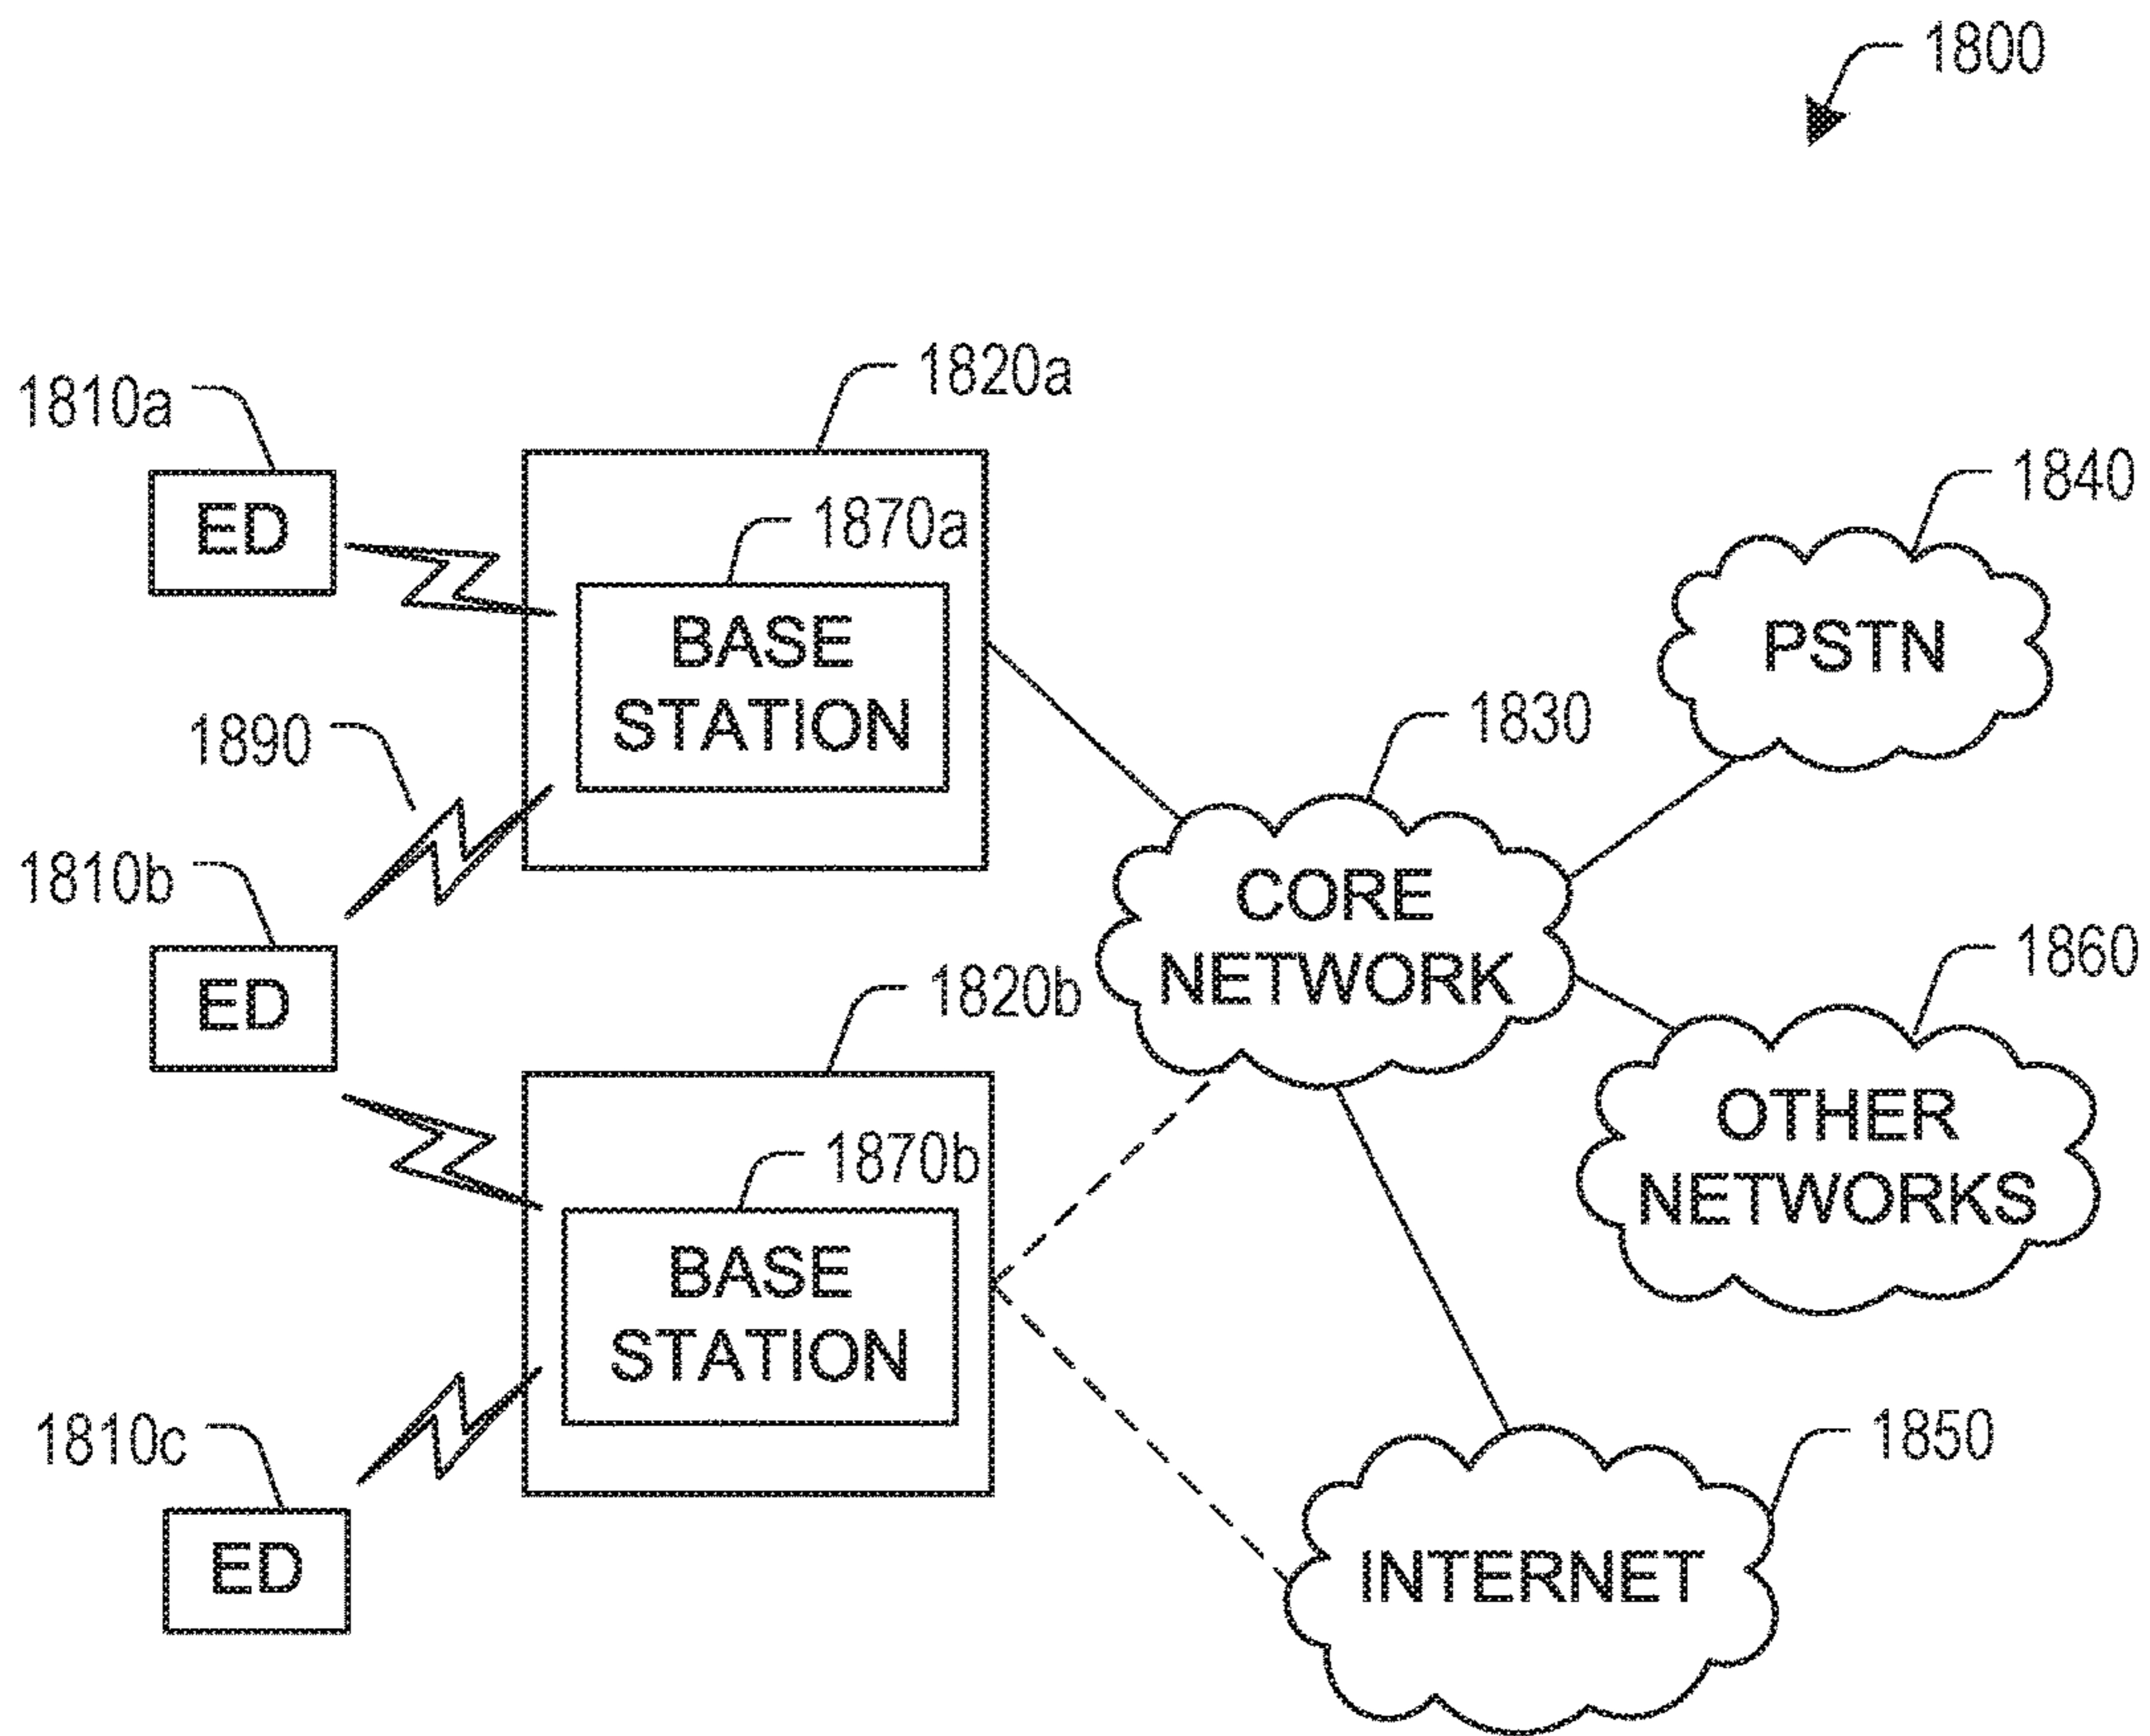 1800
1820a
1810a
ED
1870a
BASE
STATION
1840
PSTN
1890
1830
1810b
ED
CORE
NETWORK
1860
OTHER
NETWORKS
1820b
1870b
BASE
STATION
1810c
ED
1850
INTERNET